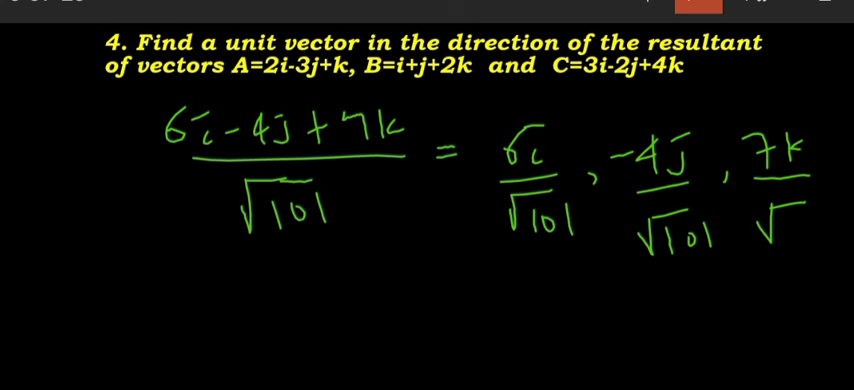 4. Find a unit vector in the direction of the resultant
of vectors A=2i-3j+k, B=i+j+2k and C=3i-2j+4k
6i-4j+7k/√101 = 6i/√101, -4j/√101, 7k/√